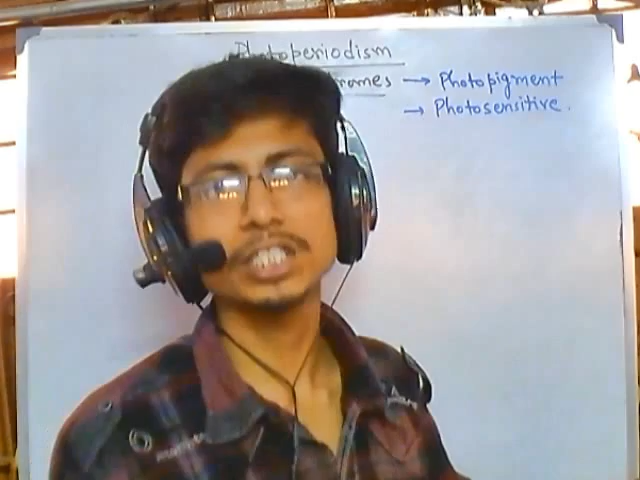 Photoperiodism
→ Photopigment
→ Photosensitive.